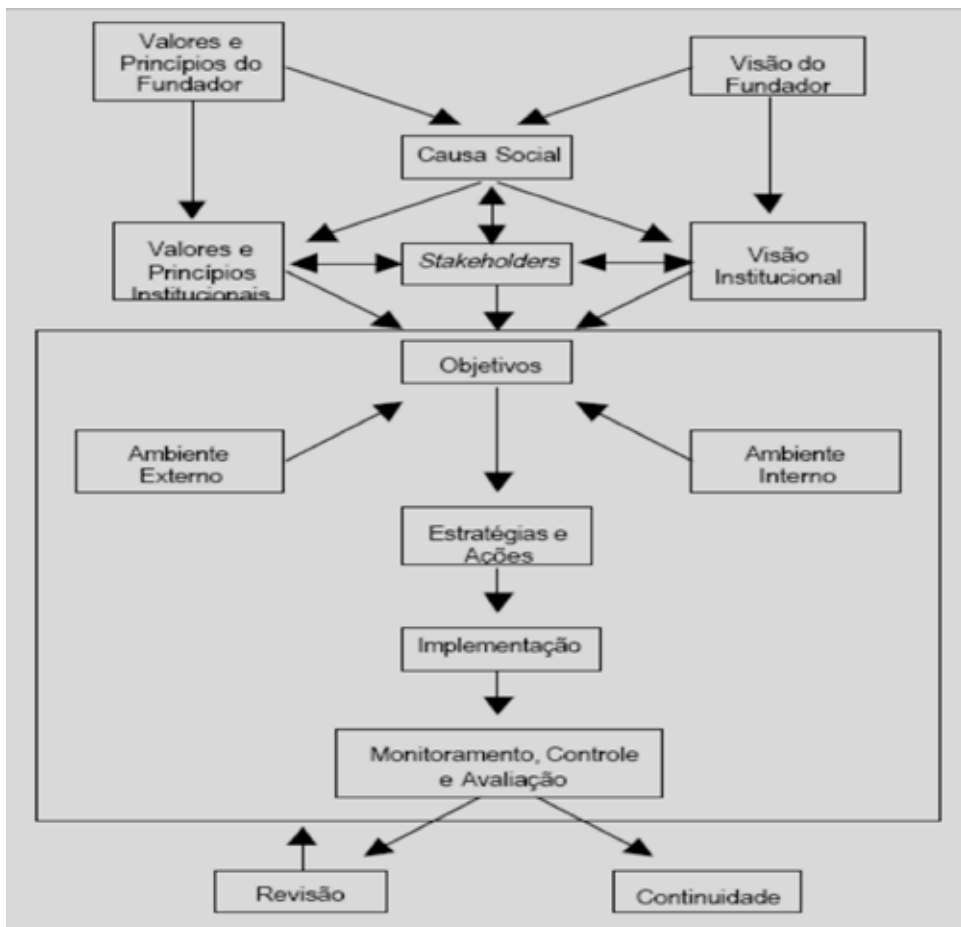 Valores e
Princípios do
Fundador
Visão do
Fundador
Causa Social
Valores e
Princípios
Institucionais
Stakeholders
Visão
Institucional
Objetivos
Ambiente
Externo
Ambiente
Interno
Estratégias e
Ações
Implementação
Monitoramento, Controle
e Avaliação
Revisão
Continuidade